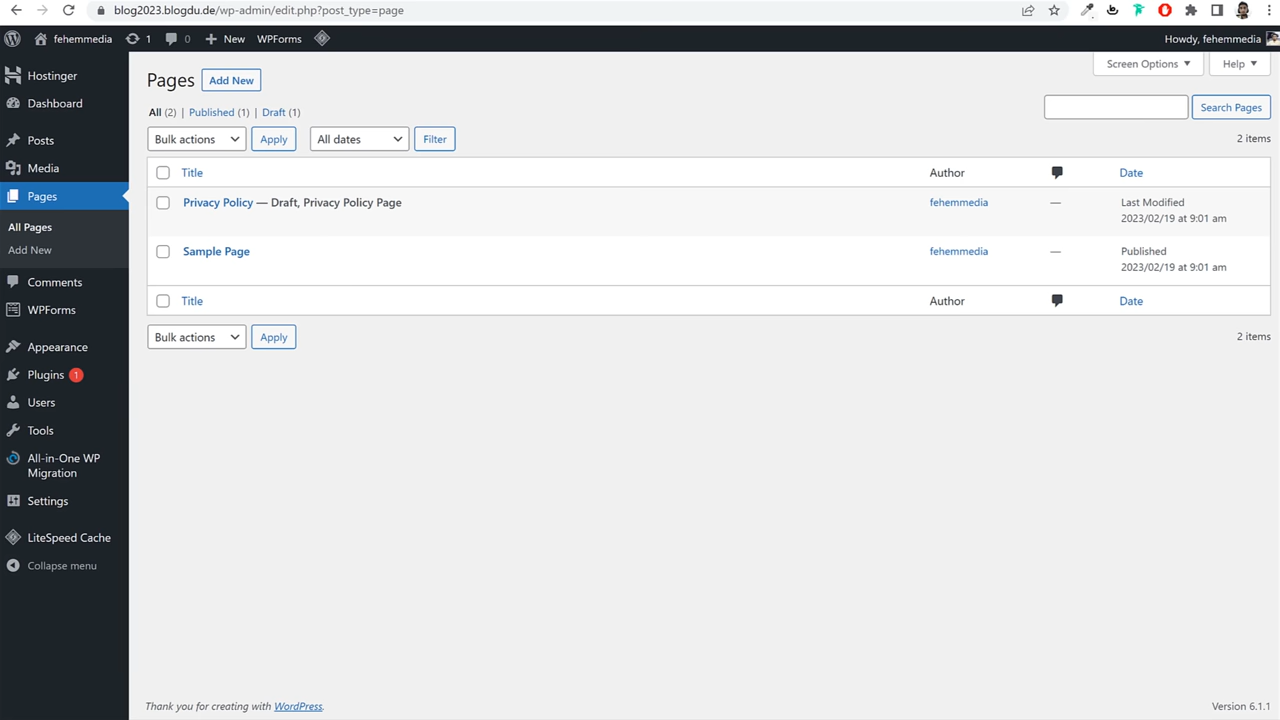 blog2023.blogdu.de/wp-admin/edit.php?post_type=page
fehemmedia 1 0 New WPForms Howdy, fehemmedia
Hostinger
Dashboard
Posts
Media
Pages
All Pages
Add New
Comments
WPForms
Appearance
Plugins 1
Users
Tools
All-in-One WP
Migration
Settings
LiteSpeed Cache
Collapse menu
Screen Options Help
Pages Add New
All (2) | Published (1) | Draft (1)
Search Pages
Bulk actions Apply All dates Filter
2 items
Title Author Date
Privacy Policy — Draft, Privacy Policy Page fehemmedia — Last Modified
2023/02/19 at 9:01 am
Sample Page fehemmedia — Published
2023/02/19 at 9:01 am
Title Author Date
Bulk actions Apply 2 items
Thank you for creating with WordPress. Version 6.1.1